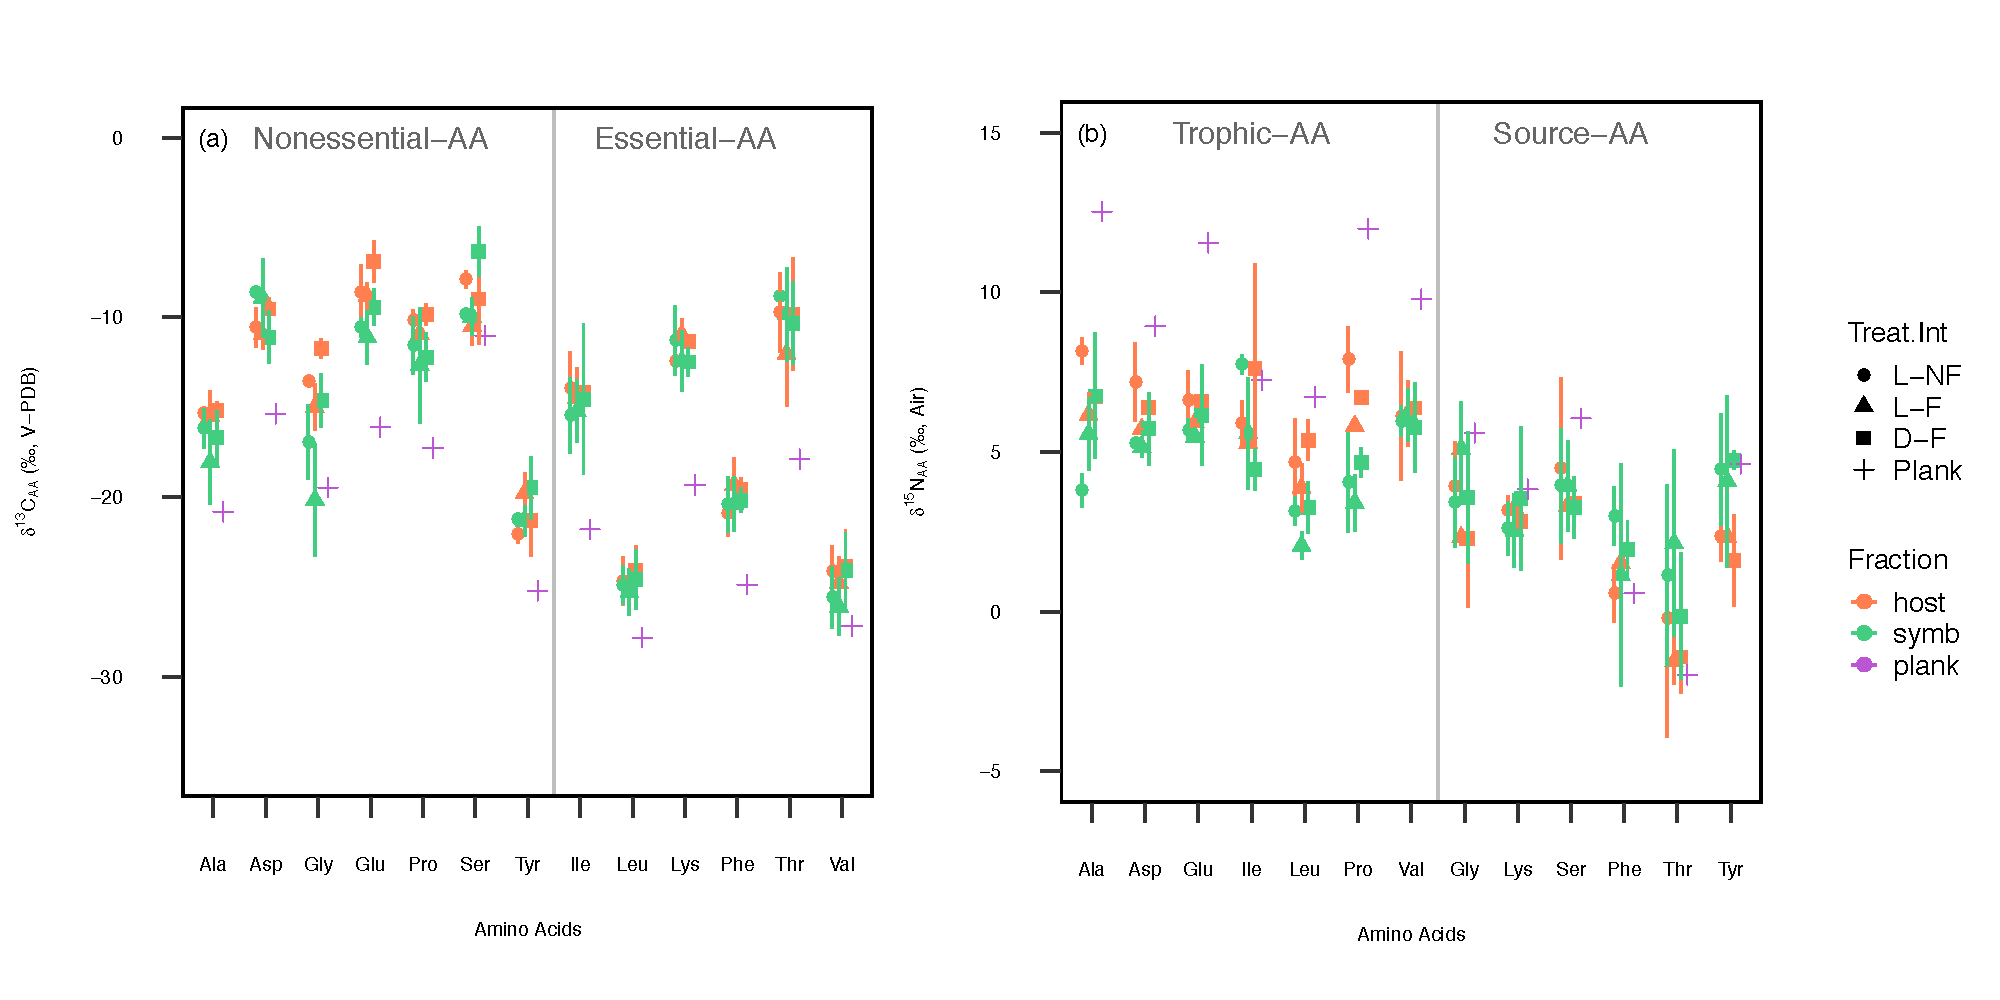 (a) Nonessential−AA Essential−AA
0
−10
−20
−30
δ13CAA (‰, V−PDB)
Ala Asp Gly Glu Pro Ser Tyr Ile Leu Lys Phe Thr Val
Amino Acids
(b) Trophic−AA Source−AA
15
10
5
0
−5
δ15NAA (‰, Air)
Ala Asp Glu Ile Leu Pro Val Gly Lys Ser Phe Thr Tyr
Amino Acids
Treat.Int
L−NF
L−F
D−F
Plank
Fraction
host
symb
plank